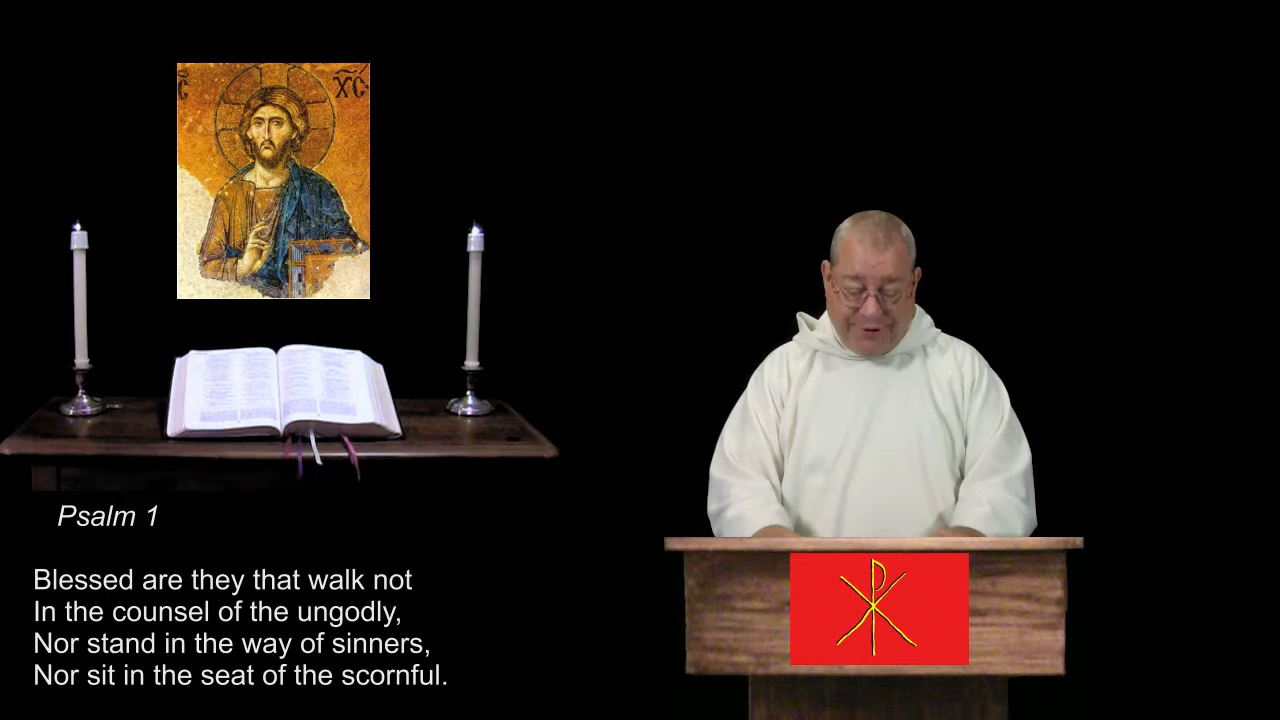 ΧC
Psalm 1
Blessed are they that walk not
In the counsel of the ungodly,
Nor stand in the way of sinners,
Nor sit in the seat of the scornful.